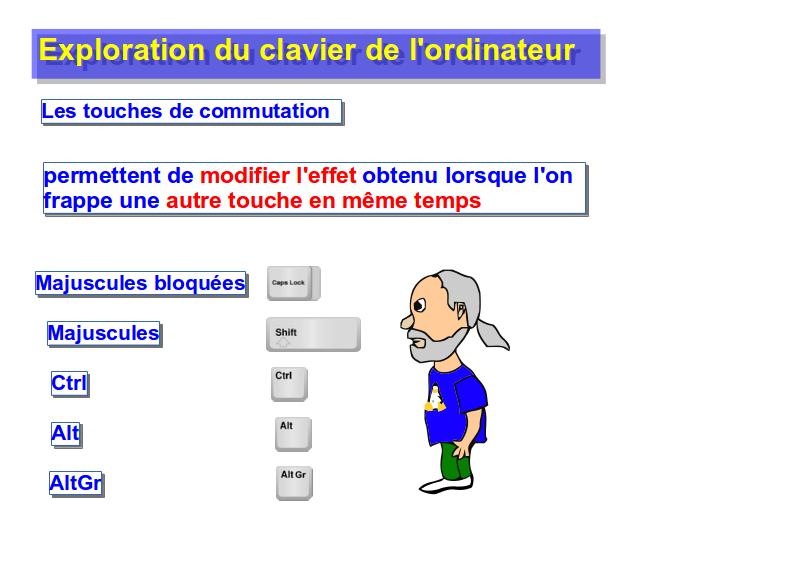 Exploration du clavier de l'ordinateur
Les touches de commutation
permettent de modifier l'effet obtenu lorsque l'on
frappe une autre touche en même temps
Majuscules bloquées
Caps Lock
Majuscules
Shift
Ctrl
Ctrl
Alt
Alt
AltGr
Alt Gr